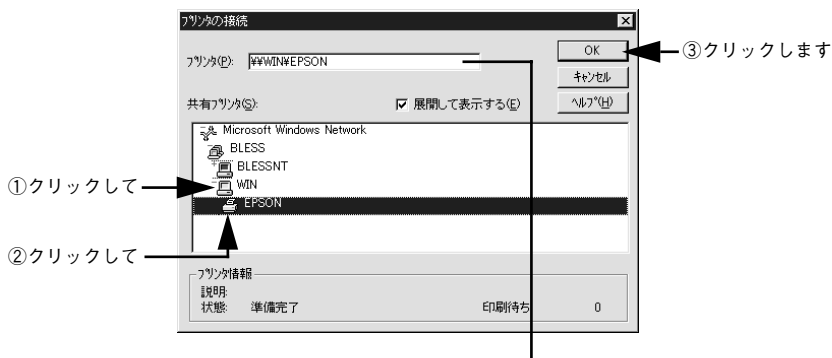 プリンタの接続
プリンタ(P): ¥¥WIN¥EPSON
OK
③クリックします
キャンセル
ヘルプ(H)
共有プリンタ(S):
展開して表示する(E)
Microsoft Windows Network
BLESS
BLESSNT
①クリックして
WIN
EPSON
②クリックして
プリンタ情報
説明:
状態: 準備完了
印刷待ち 0